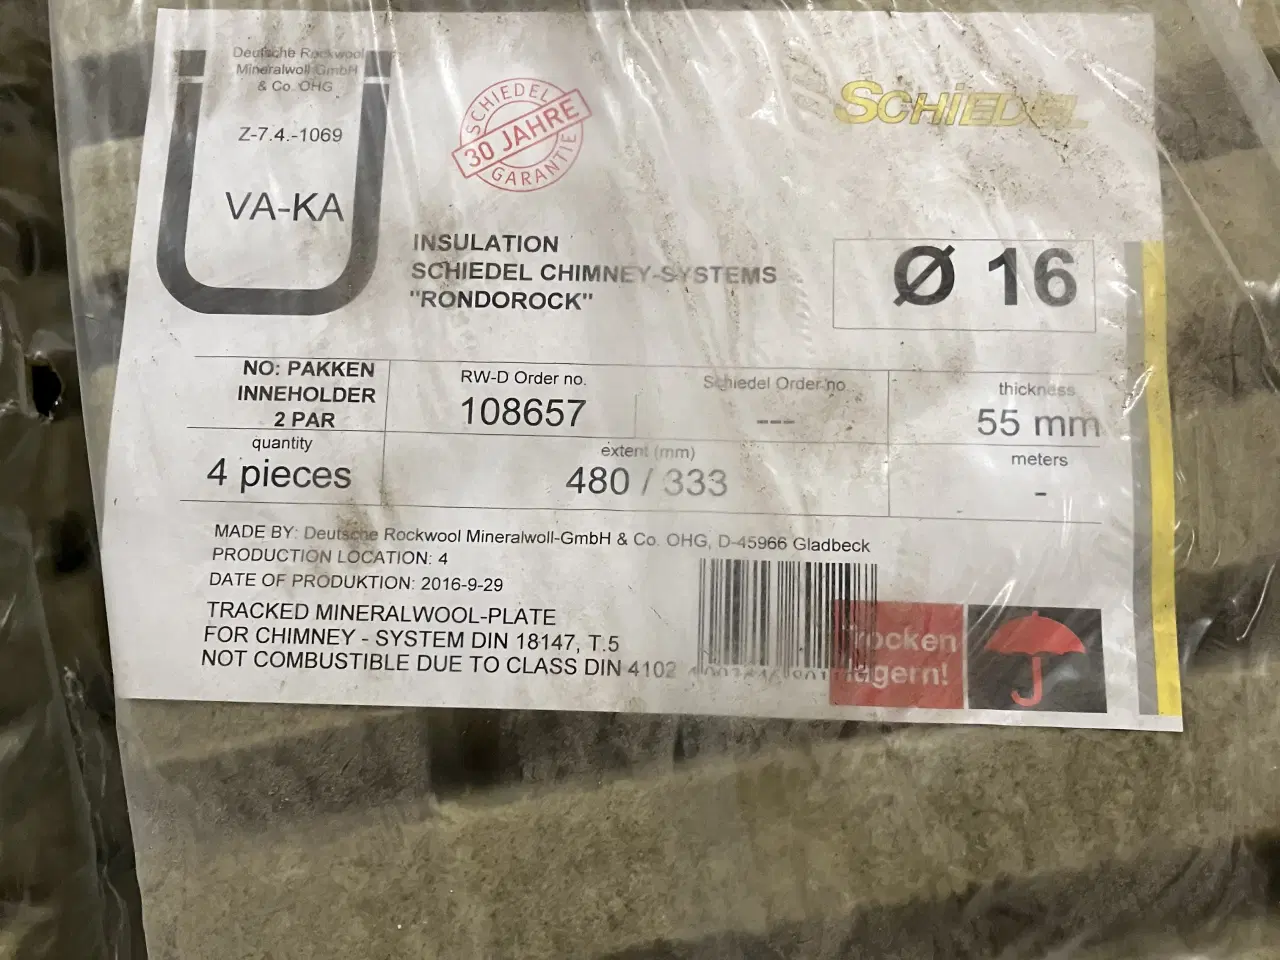 Deutsche Rockwool
Mineralwoll GmbH
& Co. OHG
Z-7.4.-1069
VA-KA
SCHIEDEL
30 JAHRE
GARANTIE
SCHIEDEL
INSULATION
SCHIEDEL CHIMNEY-SYSTEMS
"RONDOROCK"
Ø 16
NO: PAKKEN
INNEHOLDER
2 PAR
RW-D Order no.
108657
Schiedel Order no.
---
thickness
55 mm
quantity
4 pieces
extent (mm)
480 / 333
meters
-
MADE BY: Deutsche Rockwool Mineralwoll-GmbH & Co. OHG, D-45966 Gladbeck
PRODUCTION LOCATION: 4
DATE OF PRODUKTION: 2016-9-29
TRACKED MINERALWOOL-PLATE
FOR CHIMNEY - SYSTEM DIN 18147, T.5
NOT COMBUSTIBLE DUE TO CLASS DIN 4102
Trocken
lagern!